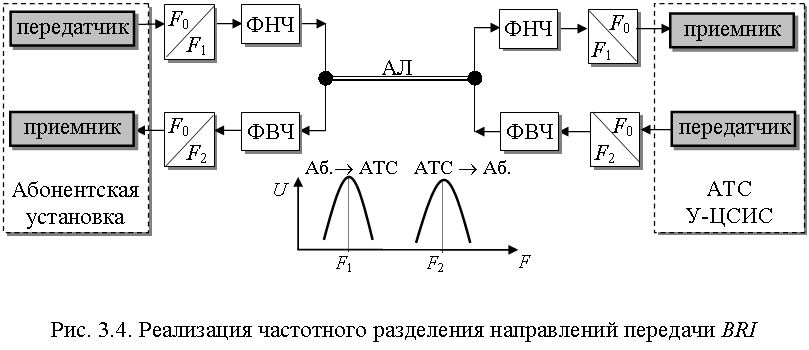 передатчик F0 F1 ФНЧ АЛ ФНЧ F0 F1 приемник
приемник F0 F2 ФВЧ ФВЧ F0 F2 передатчик
Абонентская
установка
Аб.→ АТС АТС → Аб.
U
F1 F2 F
АТС
У-ЦСИС
Рис. 3.4. Реализация частотного разделения направлений передачи BRI